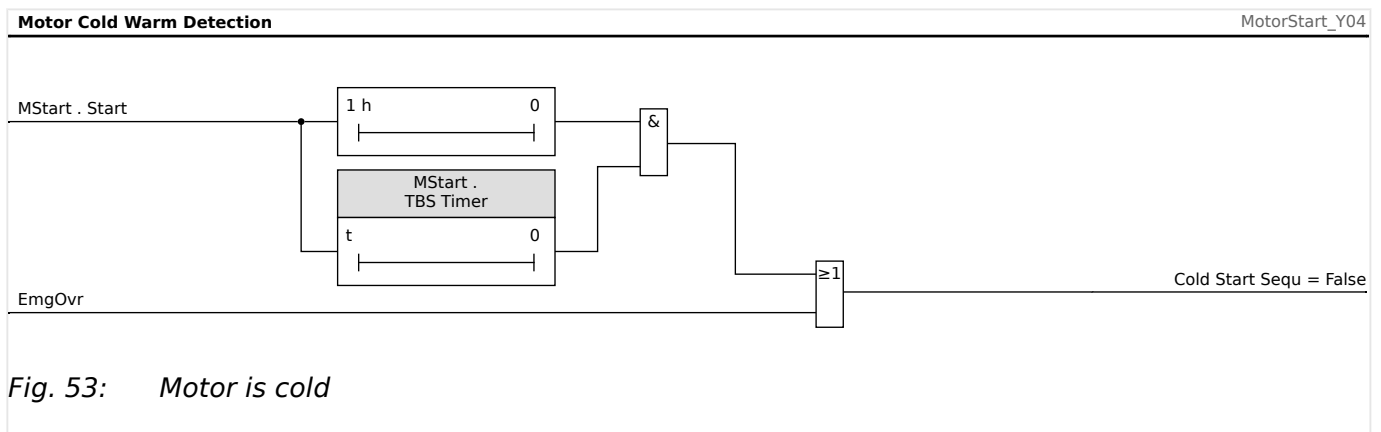 Motor Cold Warm Detection
MotorStart_Y04
MStart . Start
1 h 0
&
MStart .
TBS Timer
t 0
≥1
Cold Start Sequ = False
EmgOvr
Fig. 53: Motor is cold